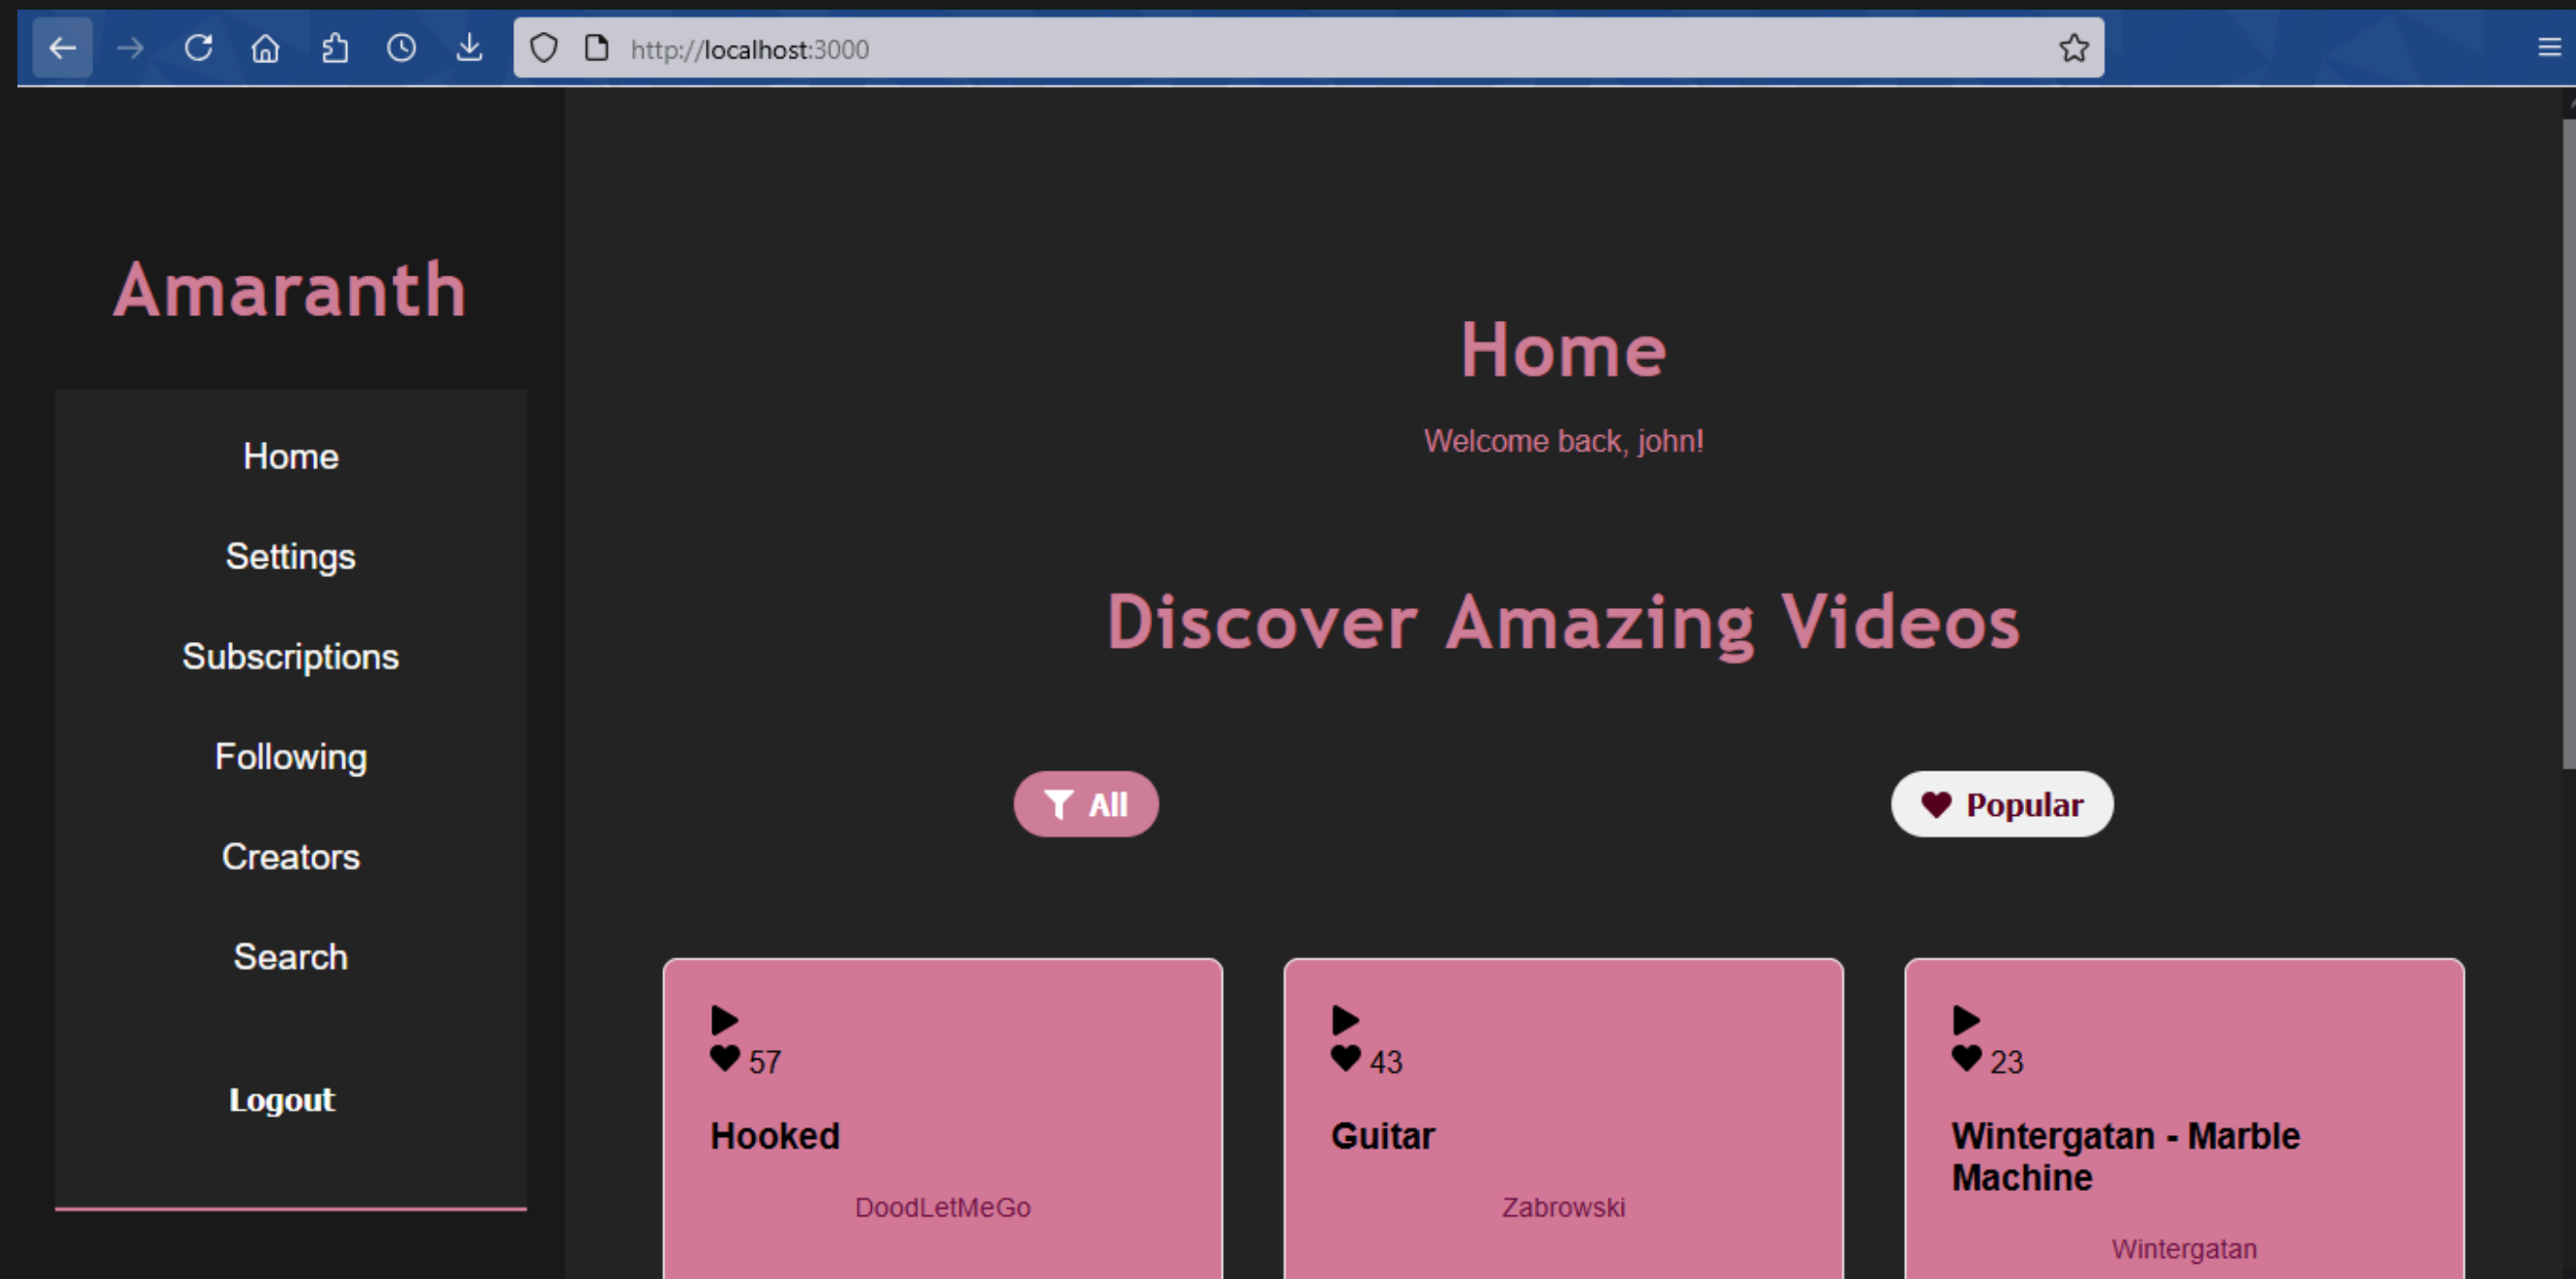 http://localhost:3000
Amaranth
Home
Settings
Subscriptions
Following
Creators
Search
Logout
Home
Welcome back, john!
Discover Amazing Videos
All
Popular
57
Hooked
DoodLetMeGo
43
Guitar
Zabrowski
23
Wintergatan - Marble
Machine
Wintergatan